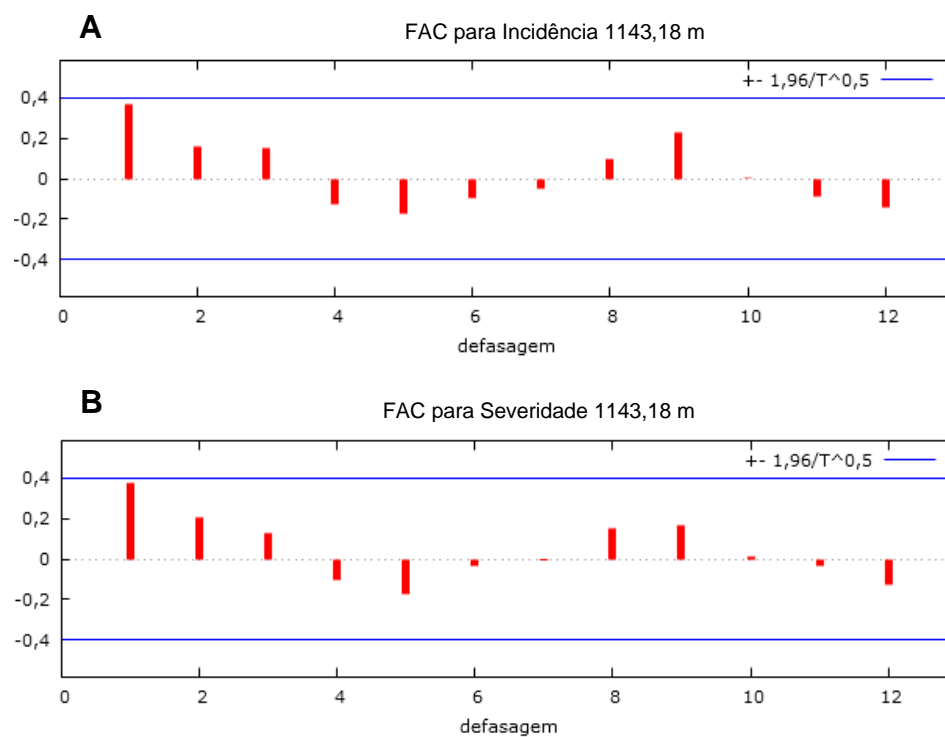 A
FAC para Incidência 1143,18 m
+- 1,96/T^0,5
0,4
0,2
0
-0,2
-0,4
0 2 4 6 8 10 12
defasagem
B
FAC para Severidade 1143,18 m
+- 1,96/T^0,5
0,4
0,2
0
-0,2
-0,4
0 2 4 6 8 10 12
defasagem